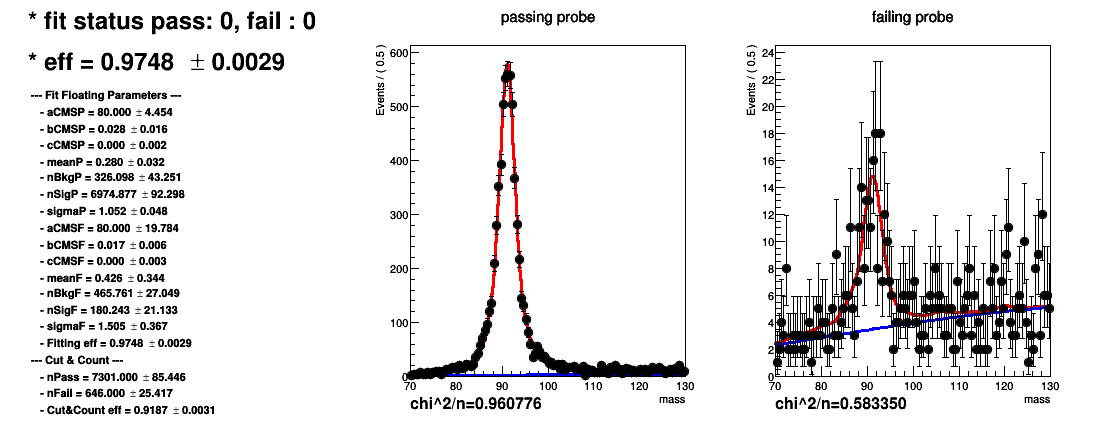 * fit status pass: 0, fail : 0
* eff = 0.9748 ± 0.0029
--- Fit Floating Parameters ---
- aCMSP = 80.000 ± 4.454
- bCMSP = 0.028 ± 0.016
- cCMSP = 0.000 ± 0.002
- meanP = 0.280 ± 0.032
- nBkgP = 326.098 ± 43.251
- nSigP = 6974.877 ± 92.298
- sigmaP = 1.052 ± 0.048
- aCMSF = 80.000 ± 19.784
- bCMSF = 0.017 ± 0.006
- cCMSF = 0.000 ± 0.003
- meanF = 0.426 ± 0.344
- nBkgF = 465.761 ± 27.049
- nSigF = 180.243 ± 21.133
- sigmaF = 1.505 ± 0.367
- Fitting eff = 0.9748 ± 0.0029
--- Cut & Count ---
- nPass = 7301.000 ± 85.446
- nFail = 646.000 ± 25.417
- Cut&Count eff = 0.9187 ± 0.0031
passing probe
Events / ( 0.5 )
600
500
400
300
200
100
0
70 80 90 100 110 120 130
mass
chi^2/n=0.960776
failing probe
Events / ( 0.5 )
24
22
20
18
16
14
12
10
8
6
4
2
0
70 80 90 100 110 120 130
mass
chi^2/n=0.583350